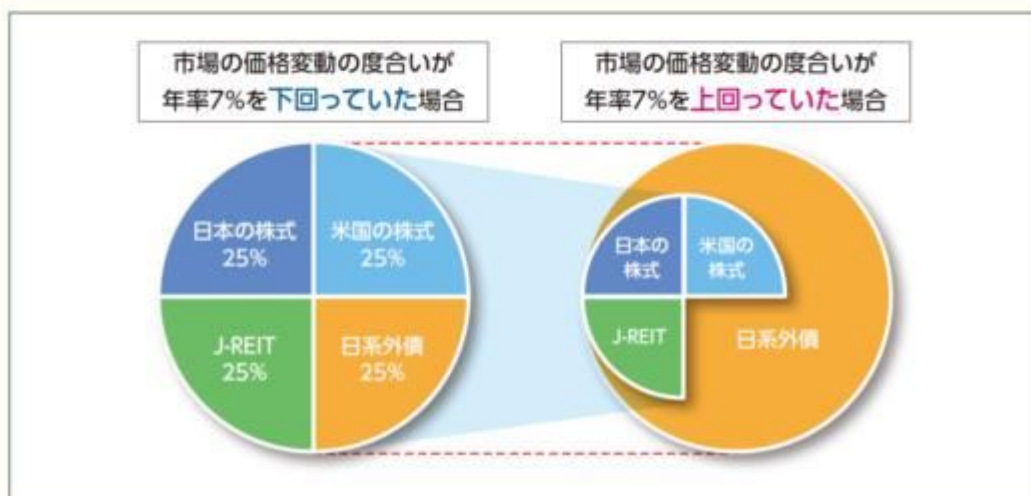 市場の価格変動の度合いが
年率7%を下回っていた場合
市場の価格変動の度合いが
年率7%を上回っていた場合
日本の株式
25%
米国の株式
25%
J-REIT
25%
日系外債
25%
日本の
株式
米国の
株式
J-REIT
日系外債